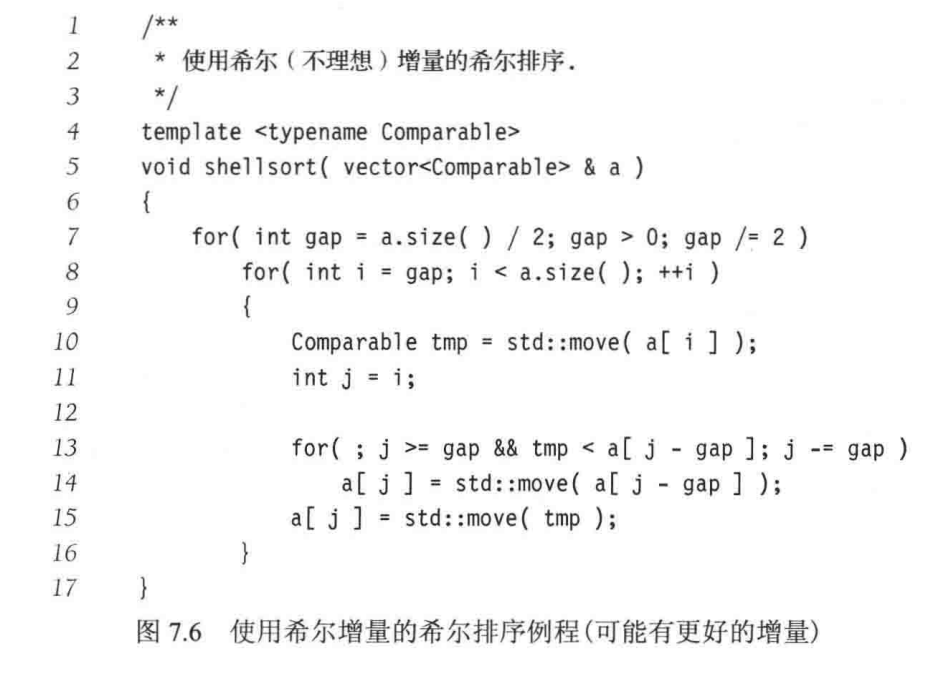 1 /**
2 * 使用希尔（不理想）增量的希尔排序.
3 */
4 template <typename Comparable>
5 void shellsort( vector<Comparable> & a )
6 {
7 for( int gap = a.size( ) / 2; gap > 0; gap /= 2 )
8 for( int i = gap; i < a.size( ); ++i )
9 {
10 Comparable tmp = std::move( a[ i ] );
11 int j = i;
12
13 for( ; j >= gap && tmp < a[ j - gap ]; j -= gap )
14 a[ j ] = std::move( a[ j - gap ] );
15 a[ j ] = std::move( tmp );
16 }
17 }
图 7.6 使用希尔增量的希尔排序例程(可能有更好的增量)